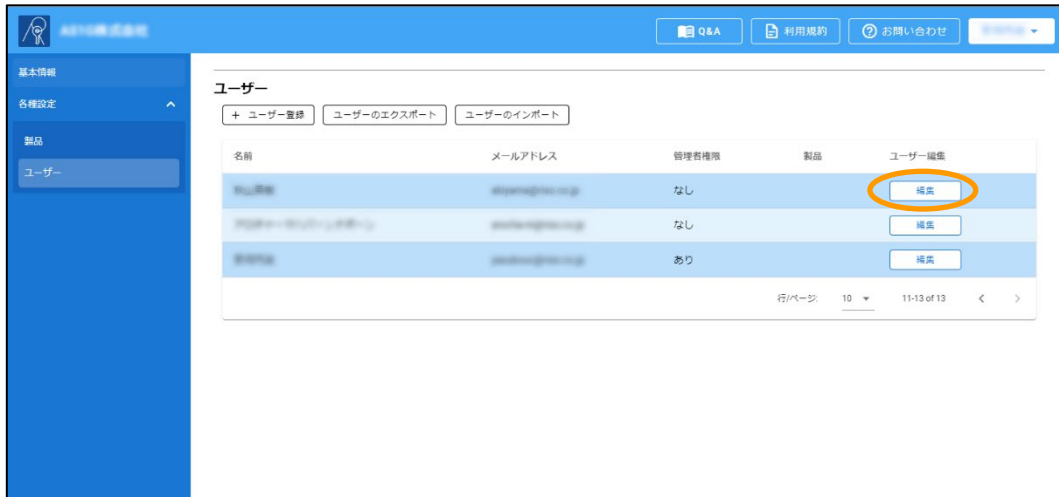 Q&A 利用規約 お問い合わせ
基本情報
各種設定
製品
ユーザー
ユーザー
+ ユーザー登録 ユーザーのエクスポート ユーザーのインポート
名前 メールアドレス 管理者権限 製品 ユーザー編集
なし 編集
なし 編集
あり 編集
行/ページ: 10 11-13 of 13